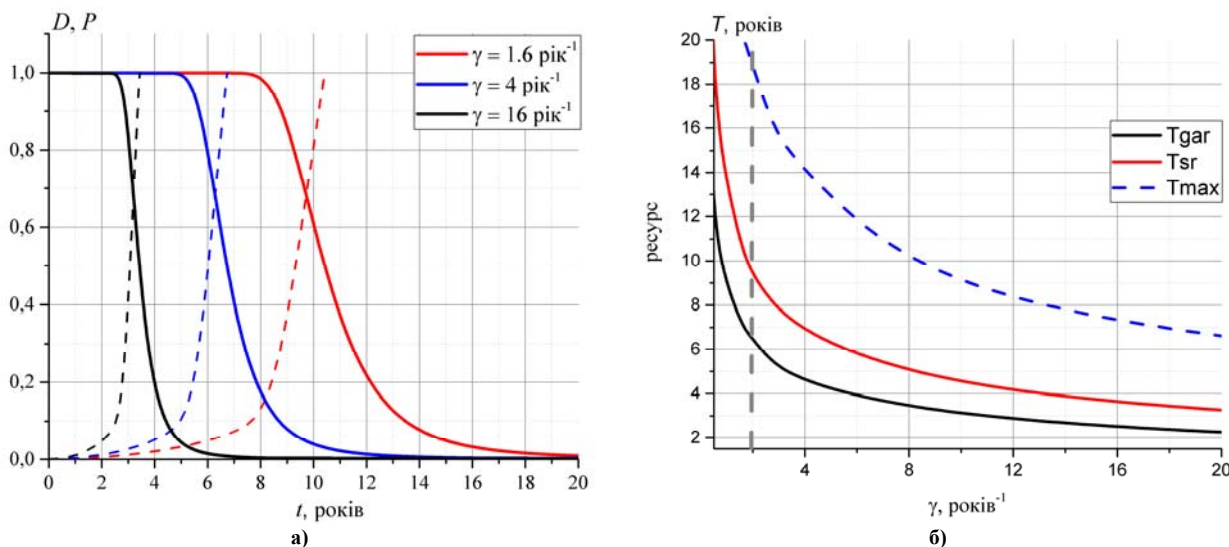 D, P
1,0
0,8
0,6
0,4
0,2
0,0
γ = 1.6 рік⁻¹
γ = 4 рік⁻¹
γ = 16 рік⁻¹
0 2 4 6 8 10 12 14 16 18 20
t, років
а)
T, років
20
18
16
14
12
10
8
6
4
2
ресурс
Tgar
Tsr
Tmax
4 8 12 16 20
γ, років⁻¹
б)